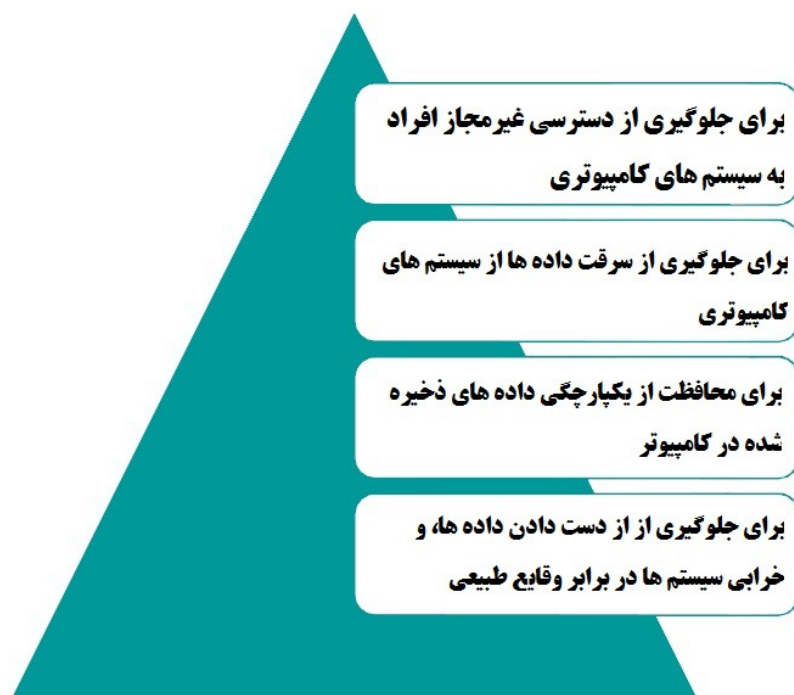 برای جلوگیری از دسترسی غیرمجاز افراد
به سیستم های کامپیوتری
برای جلوگیری از سرقت داده ها از سیستم های
کامپیوتری
برای محافظت از یکپارچگی داده های ذخیره
شده در کامپیوتر
برای جلوگیری از از دست دادن داده ها، و
خرابی سیستم ها در برابر وقایع طبیعی